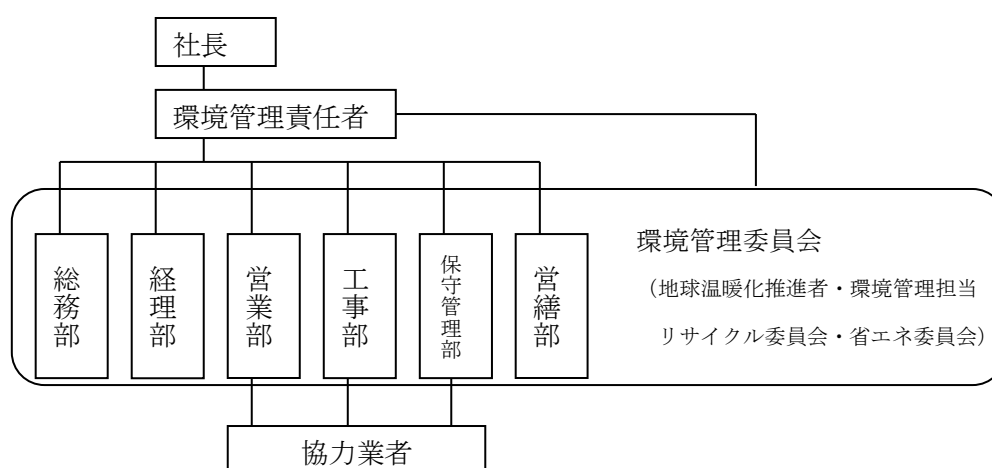 社長
環境管理責任者
総務部
経理部
営業部
工事部
保守管理部
営繕部
環境管理委員会
（地球温暖化推進者・環境管理担当
リサイクル委員会・省エネ委員会）
協力業者